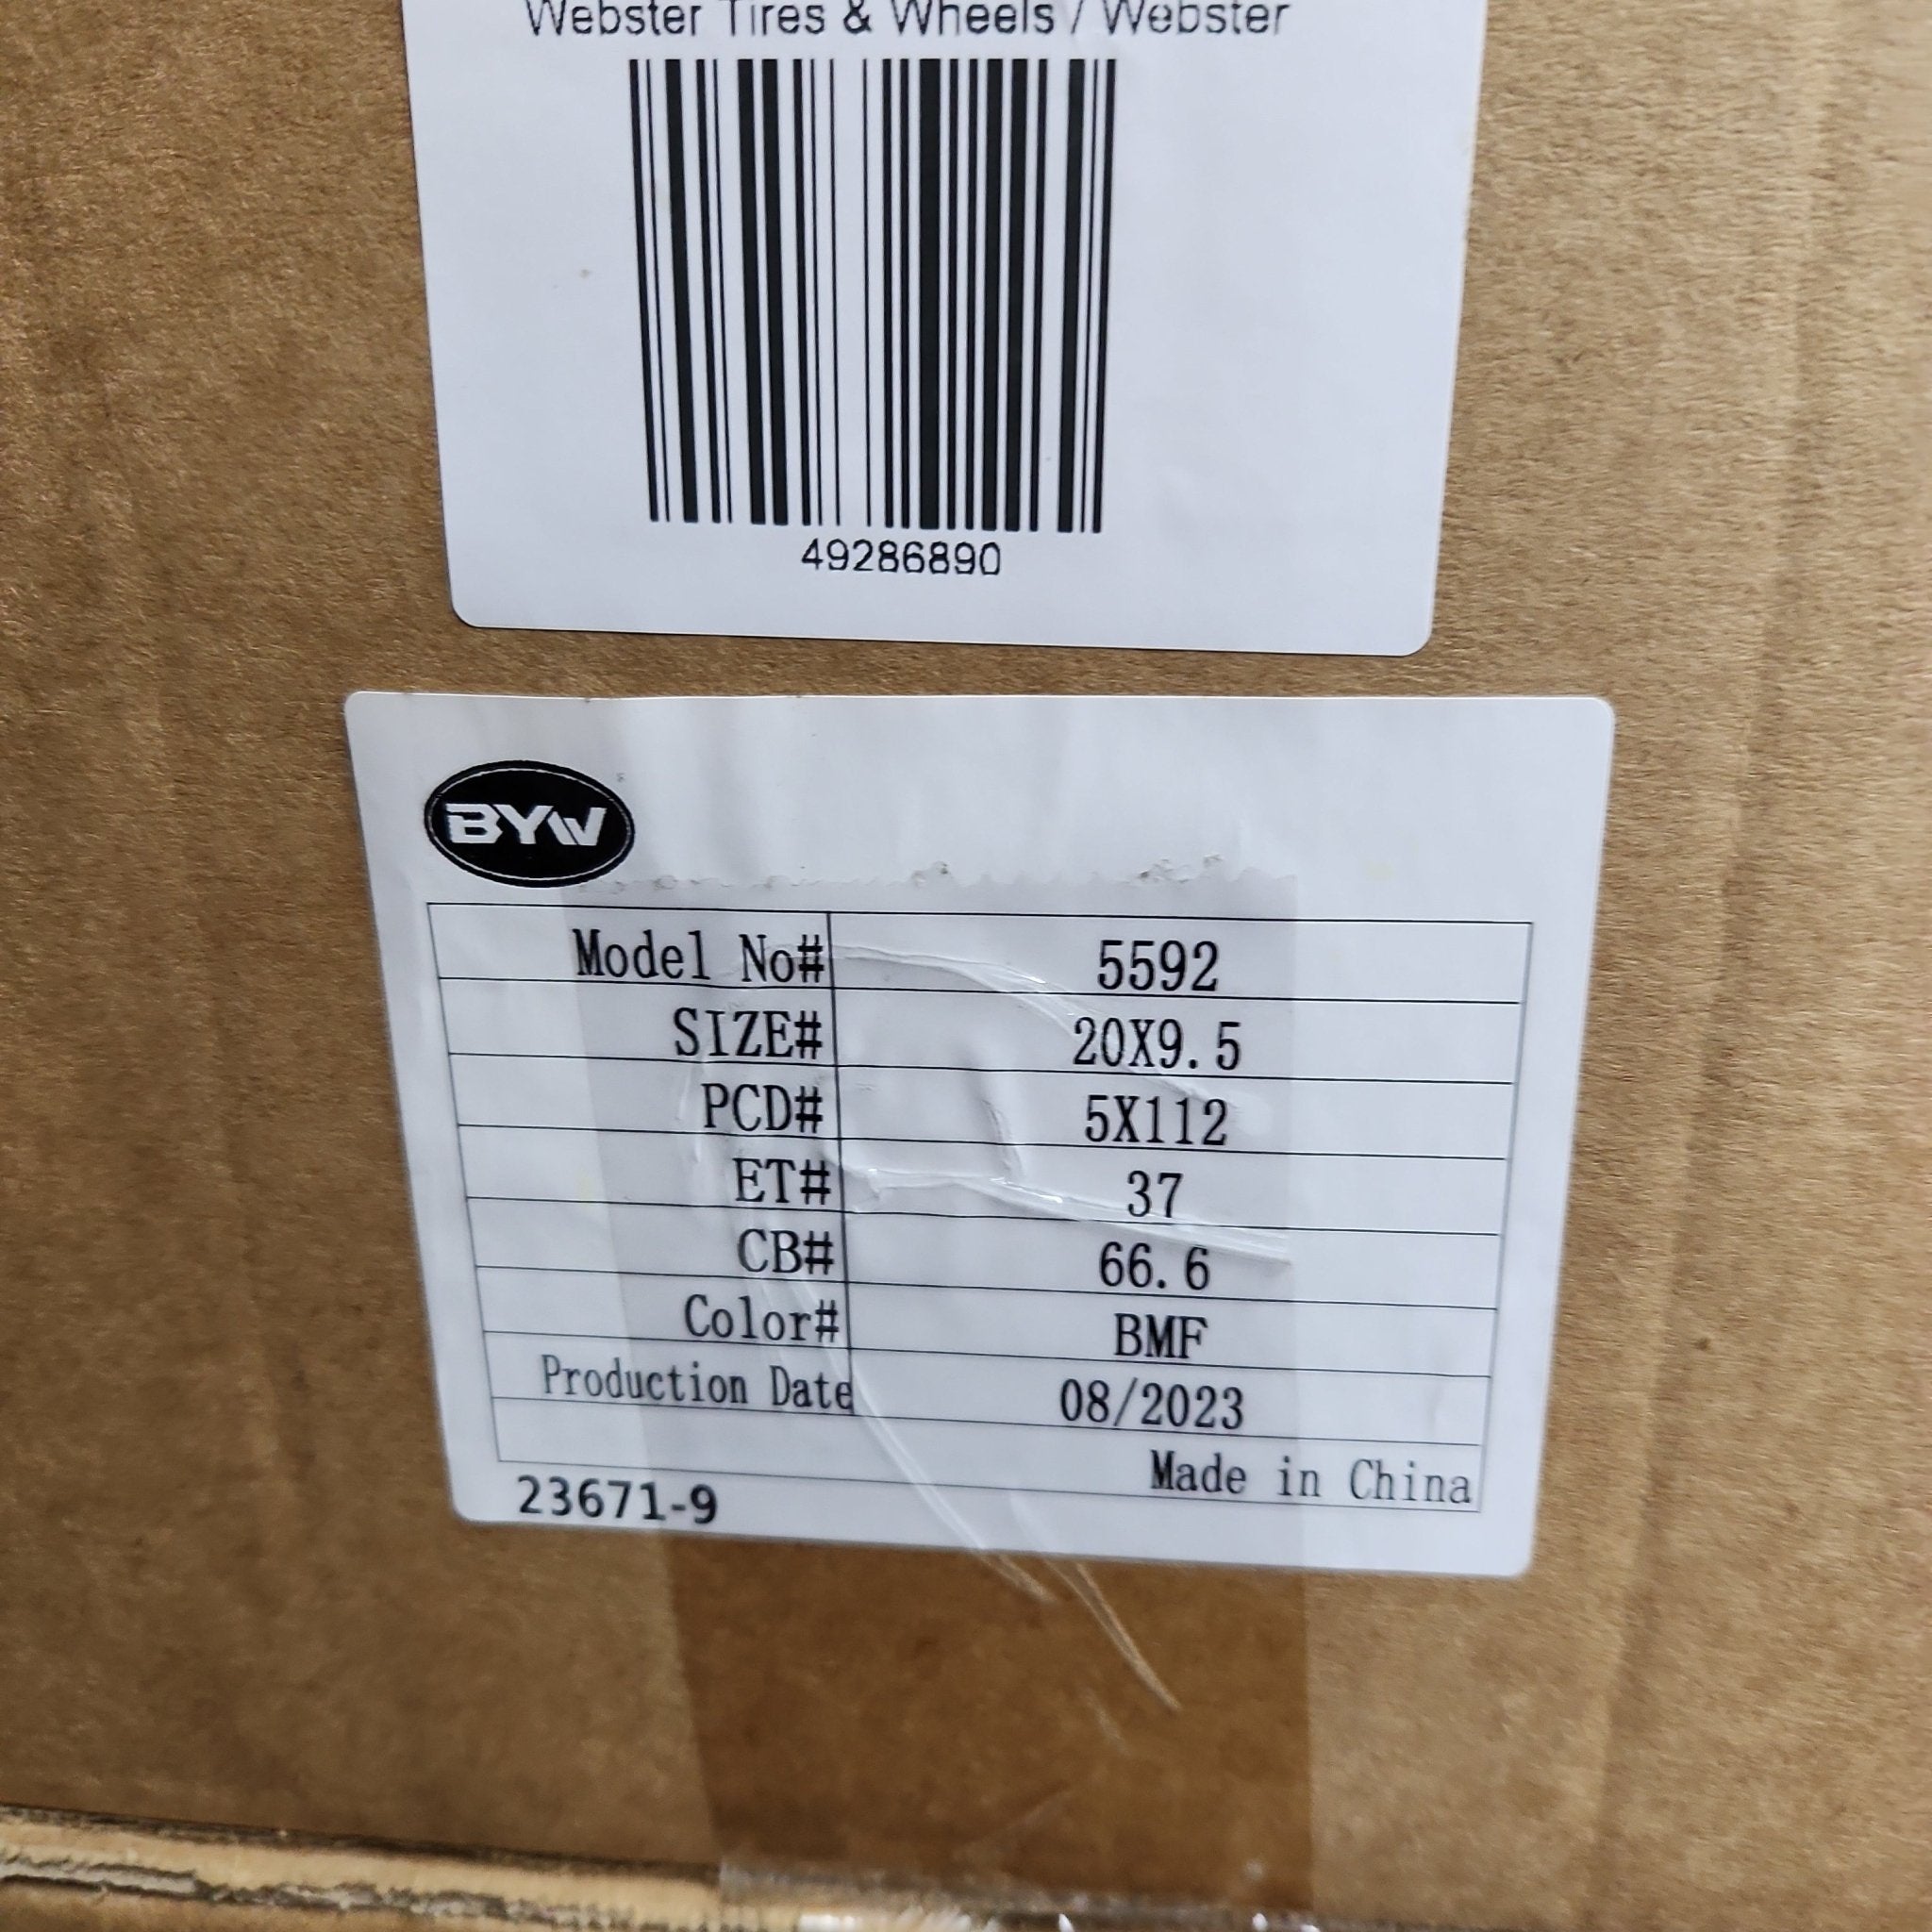 Webster Tires & Wheels / Webster
49286890
BYW
Model No# 5592
SIZE# 20X9.5
PCD# 5X112
ET# 37
CB# 66.6
Color# BMF
Production Date 08/2023
Made in China
23671-9